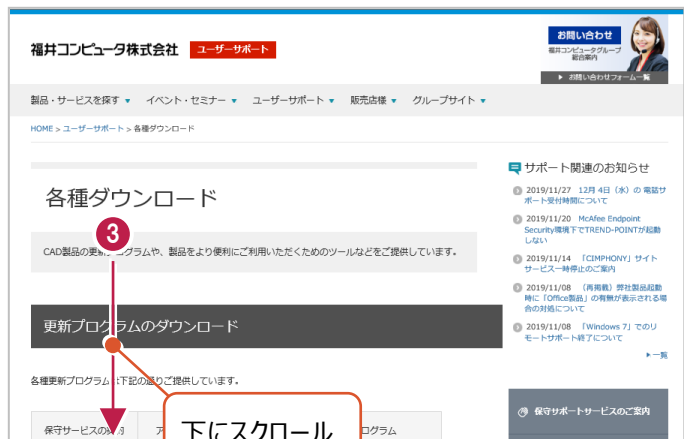 福井コンピュータ株式会社 ユーザーサポート
お問い合わせ
福井コンピュータグループ
総合案内
お問い合わせフォーム一覧
製品・サービスを探す ▼ イベント・セミナー ▼ ユーザーサポート ▼ 販売店様 ▼ グループサイト ▼
HOME > ユーザーサポート > 各種ダウンロード
各種ダウンロード
3
CAD製品の更新プログラムや、製品をより便利にご利用いただくためのツールなどをご提供しています。
更新プログラムのダウンロード
各種更新プログラムは下記の通りご提供しています。
保守サービスの
ログラム
下にスクロール
サポート関連のお知らせ
2019/11/27 12月 4日（水）の 電話サ
ポート受付時間について
2019/11/20 McAfee Endpoint
Security環境下でTREND-POINTが起動
しない
2019/11/14 「CIMPHONY」サイト
サービス一時停止のご案内
2019/11/08 （再掲載）弊社製品起動
時に「Office製品」の有無が表示される場
合の対処について
2019/11/08 「Windows 7」でのリ
モートサポート終了について
一覧
保守サポートサービスのご案内